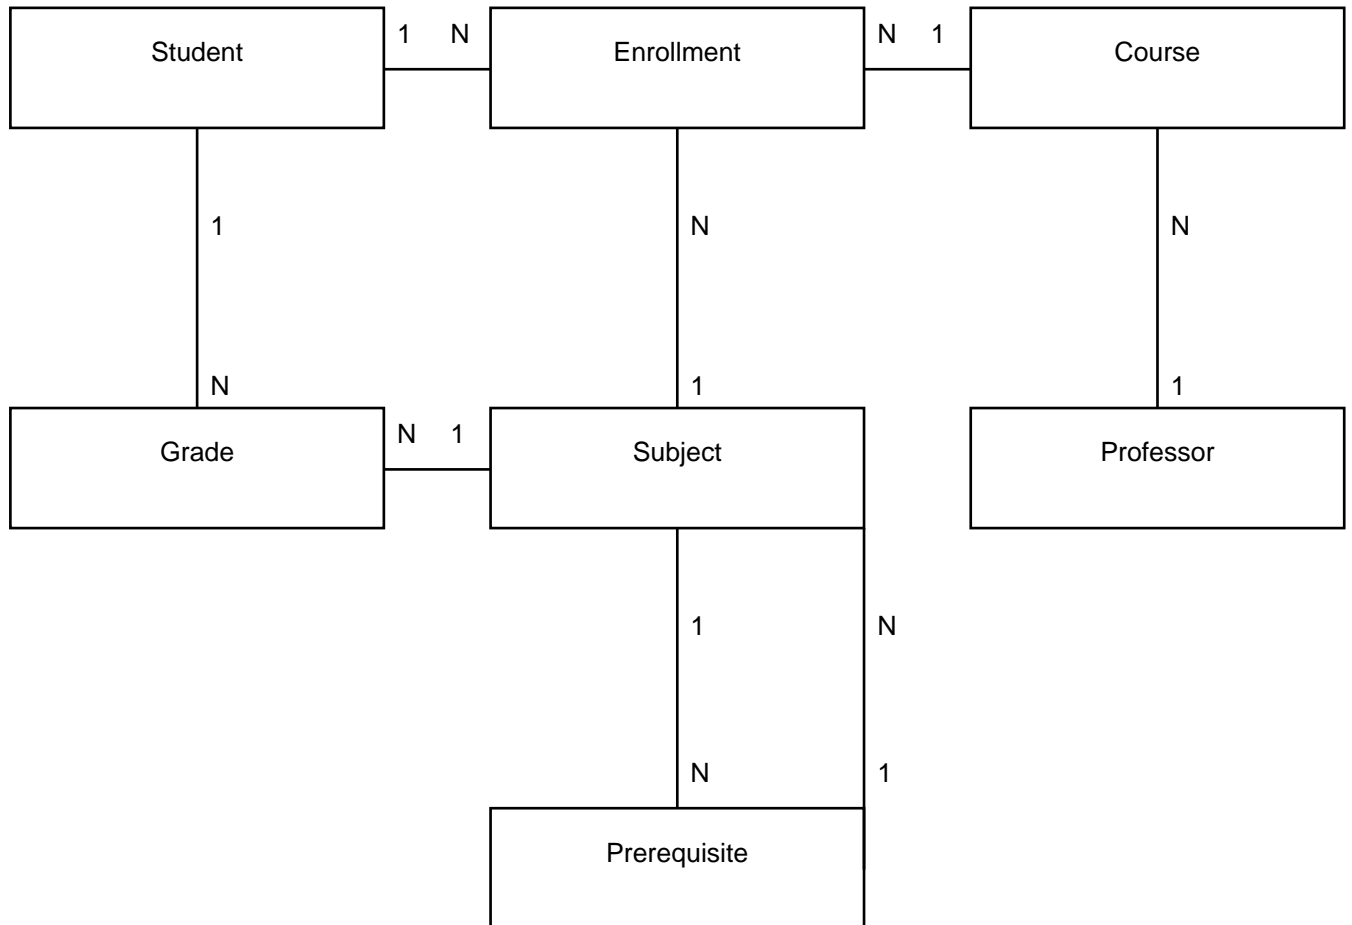 Student 1 N Enrollment N 1 Course
1 N N
N 1 1
Grade N 1 Subject Professor
1 N
N 1
Prerequisite